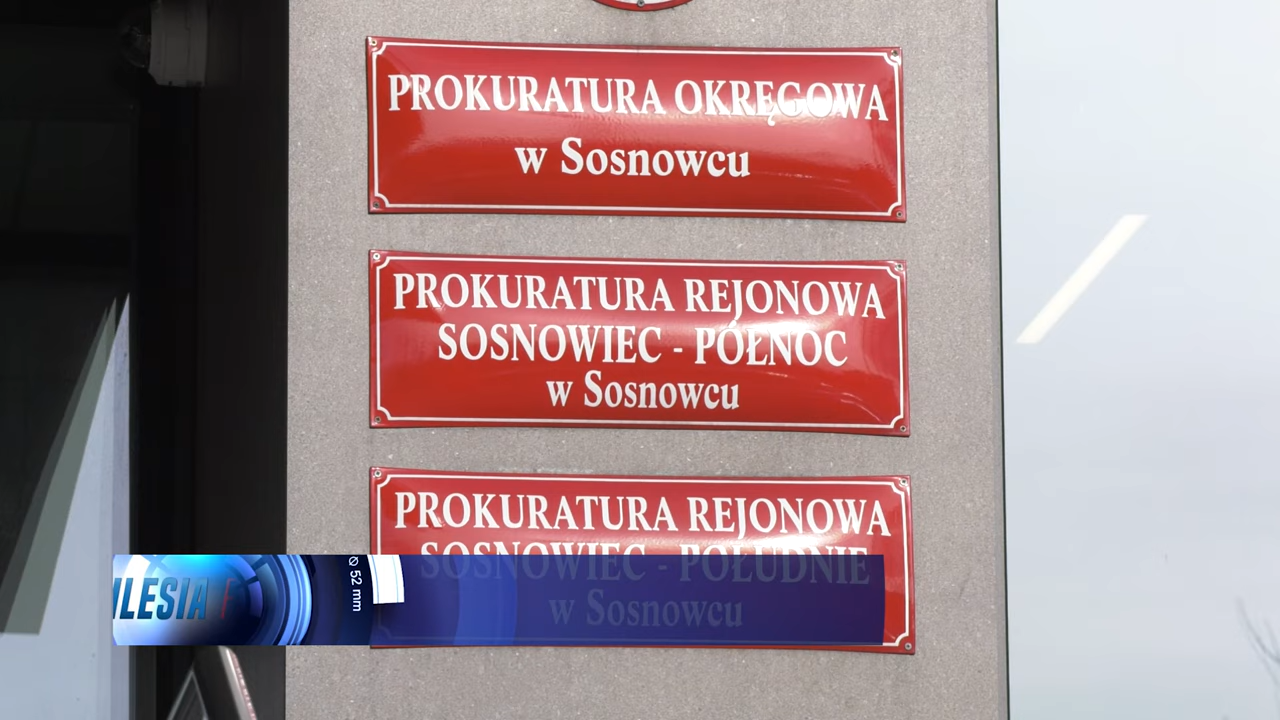 PROKURATURA OKRĘGOWA
w Sosnowcu
PROKURATURA REJONOWA
SOSNOWIEC - PÓŁNOC
w Sosnowcu
PROKURATURA REJONOWA
SOSNOWIEC - POŁUDNIE
w Sosnowcu
ILESIA
Ø 52 mm